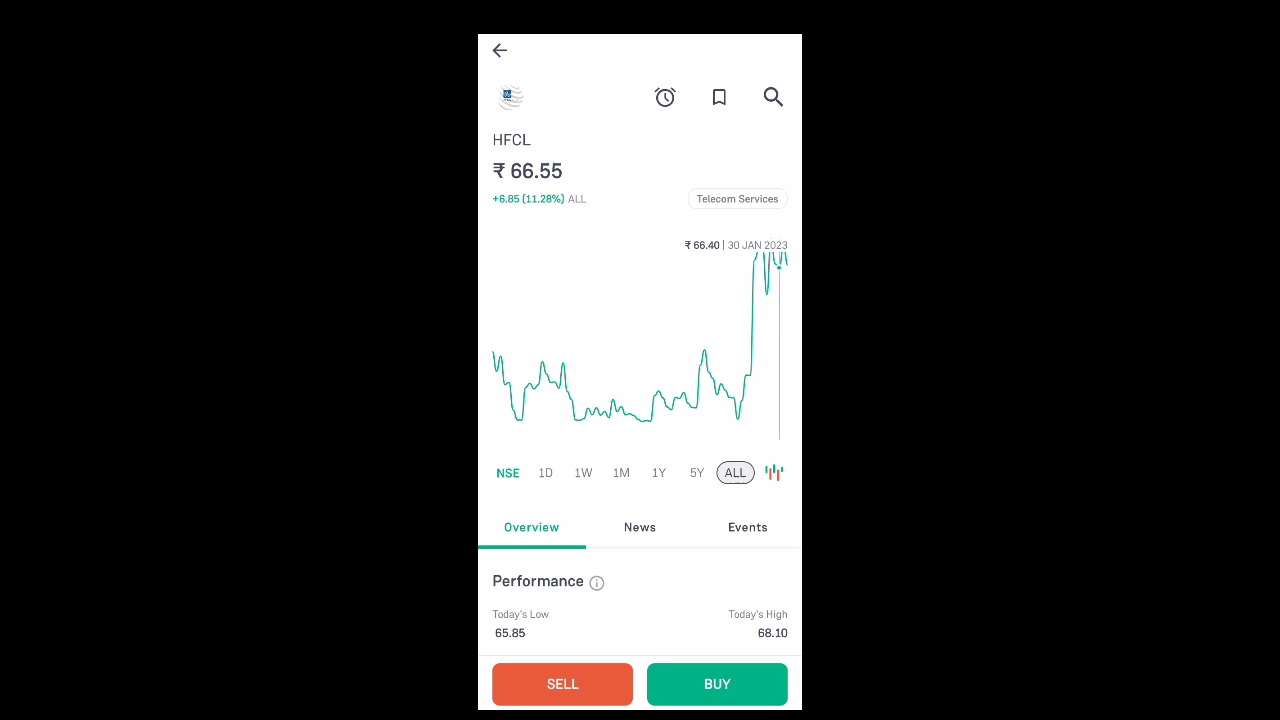 HFCL
₹ 66.55
+6.85 (11.28%) ALL
Telecom Services
₹ 66.40 | 30 JAN 2023
NSE 1D 1W 1M 1Y 5Y ALL
Overview News Events
Performance
Today's Low Today's High
65.85 68.10
SELL BUY